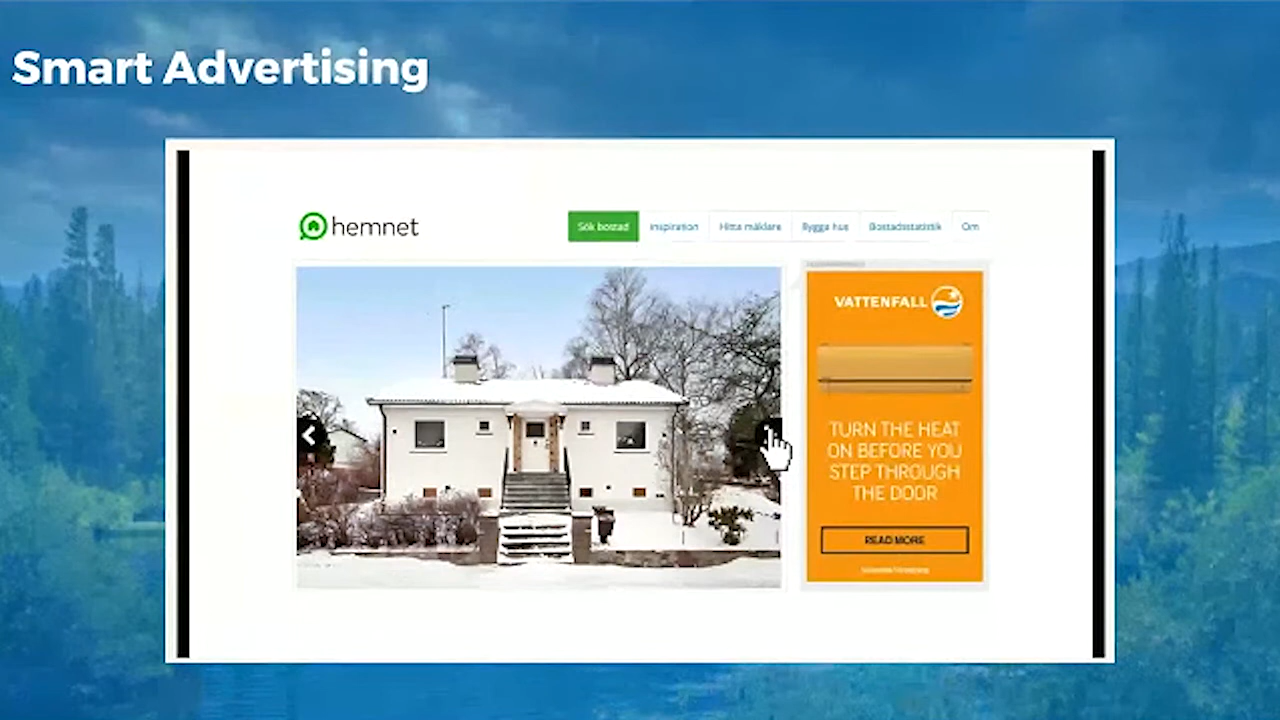 Smart Advertising
hemnet
Sök bostad
Inspiration
Hitta mäklare
Bygga hus
Bostadsstatistik
Om
VATTENFALL
TURN THE HEAT
ON BEFORE YOU
STEP THROUGH
THE DOOR
READ MORE